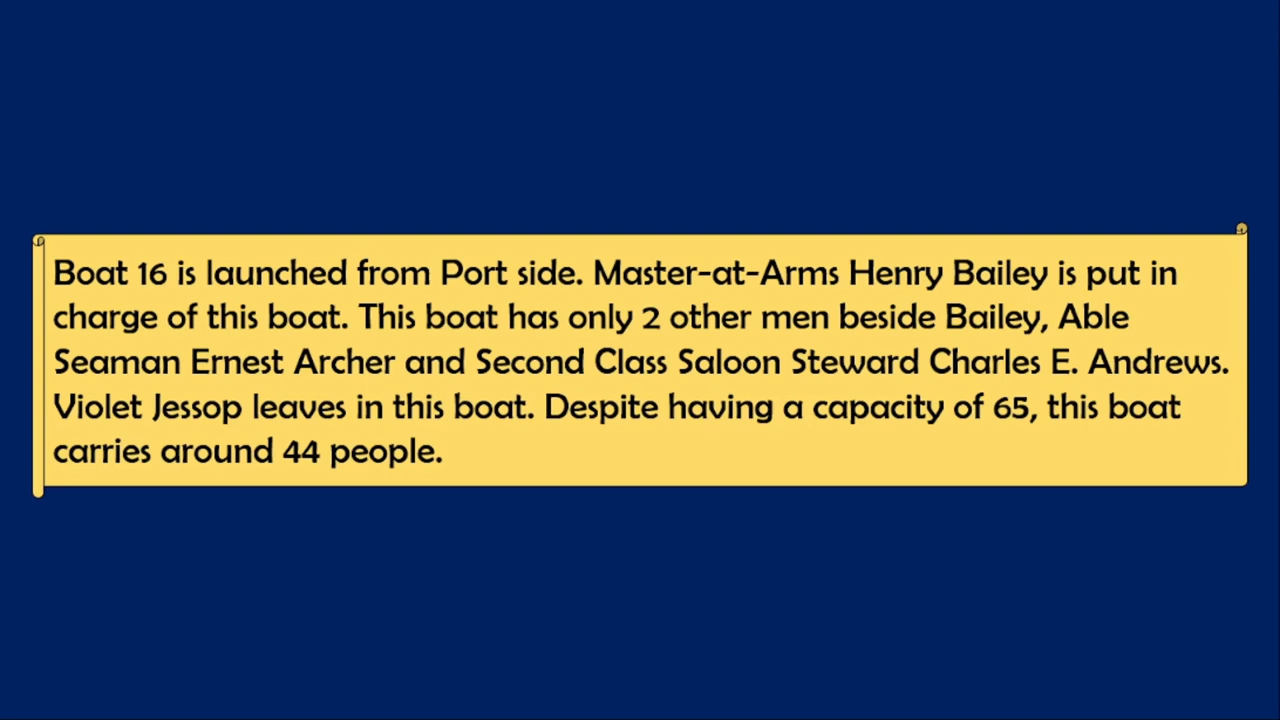 Boat 16 is launched from Port side. Master-at-Arms Henry Bailey is put in
charge of this boat. This boat has only 2 other men beside Bailey, Able
Seaman Ernest Archer and Second Class Saloon Steward Charles E. Andrews.
Violet Jessop leaves in this boat. Despite having a capacity of 65, this boat
carries around 44 people.